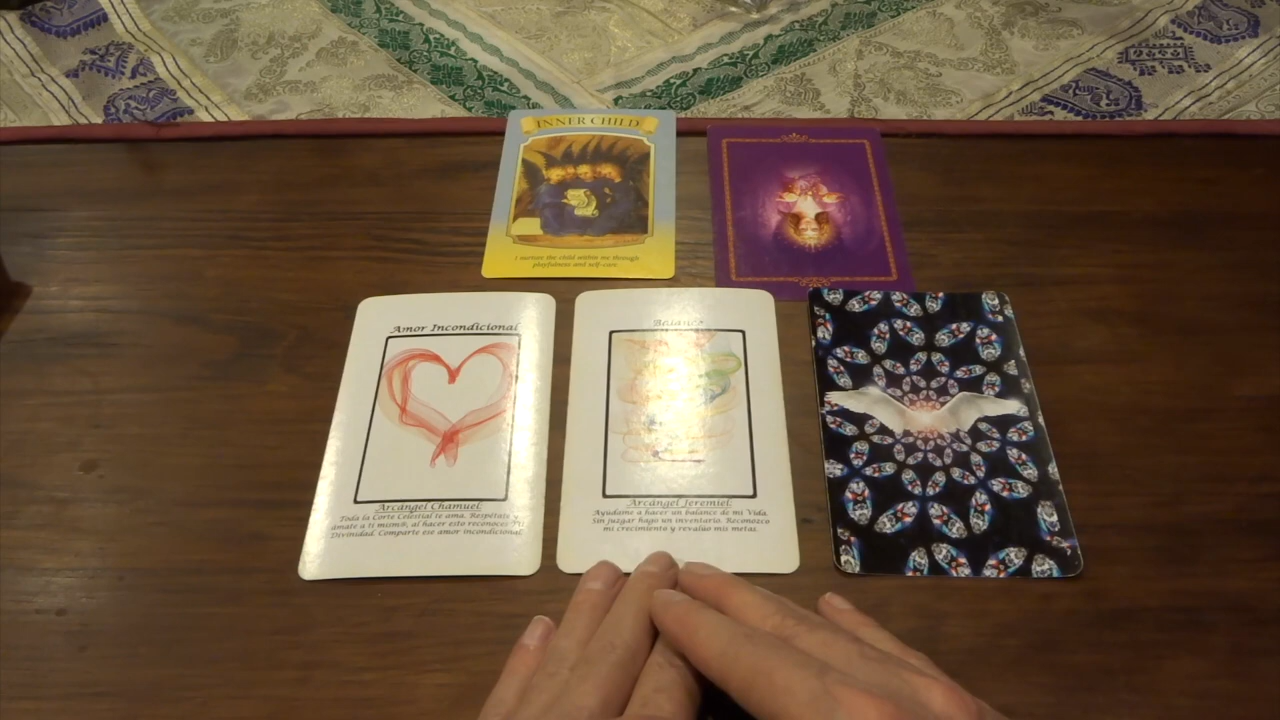 INNER CHILD
I nurture the child within me through
playfulness and self-care.
Amor Incondicional
Arcángel Chamuel:
Toda la Corte Celestial te ama. Respétate y
ámate a ti mism@, al hacer esto reconoces Tu
Divinidad. Comparte ese amor incondicional.
Balance
Arcángel Jeremiel:
Ayúdame a hacer un balance de mi Vida.
Sin juzgar hago un inventario. Reconozco
mi crecimiento y revalúo mis metas.